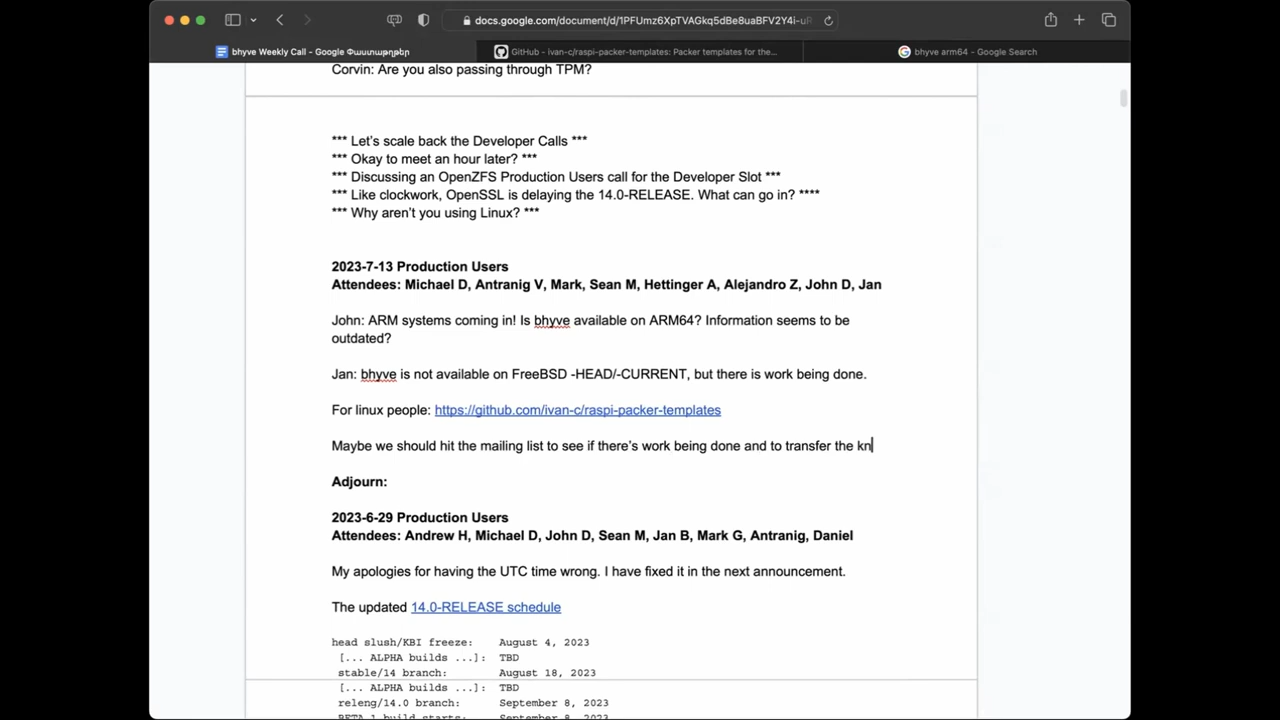 docs.google.com/document/d/1PFUmz6XpTVAGkq5dBe8uaBFV2Y4i-uR
bhyve Weekly Call - Google Փաստաթղթեր
GitHub - ivan-c/raspi-packer-templates: Packer templates for the...
bhyve arm64 - Google Search
Corvin: Are you also passing through TPM?
*** Let's scale back the Developer Calls ***
*** Okay to meet an hour later? ***
*** Discussing an OpenZFS Production Users call for the Developer Slot ***
*** Like clockwork, OpenSSL is delaying the 14.0-RELEASE. What can go in? ****
*** Why aren't you using Linux? ***
2023-7-13 Production Users
Attendees: Michael D, Antranig V, Mark, Sean M, Hettinger A, Alejandro Z, John D, Jan
John: ARM systems coming in! Is bhyve available on ARM64? Information seems to be
outdated?
Jan: bhyve is not available on FreeBSD -HEAD/-CURRENT, but there is work being done.
For linux people: https://github.com/ivan-c/raspi-packer-templates
Maybe we should hit the mailing list to see if there's work being done and to transfer the kn
Adjourn:
2023-6-29 Production Users
Attendees: Andrew H, Michael D, John D, Sean M, Jan B, Mark G, Antranig, Daniel
My apologies for having the UTC time wrong. I have fixed it in the next announcement.
The updated 14.0-RELEASE schedule
head slush/KBI freeze: August 4, 2023
[... ALPHA builds ...]: TBD
stable/14 branch: August 18, 2023
[... ALPHA builds ...]: TBD
releng/14.0 branch: September 8, 2023
BETA 1 build starts: September 8, 2023